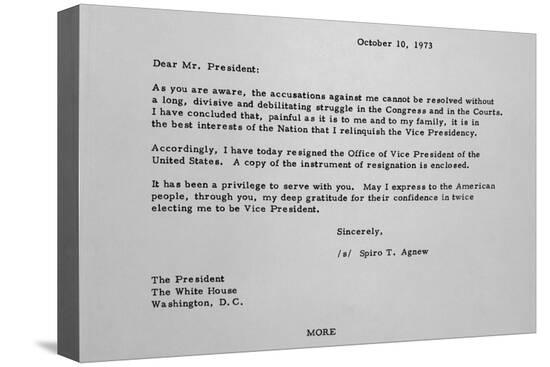 October 10, 1973
Dear Mr. President:
As you are aware, the accusations against me cannot be resolved without
a long, divisive and debilitating struggle in the Congress and in the Courts.
I have concluded that, painful as it is to me and to my family, it is in
the best interests of the Nation that I relinquish the Vice Presidency.
Accordingly, I have today resigned the Office of Vice President of the
United States. A copy of the instrument of resignation is enclosed.
It has been a privilege to serve with you. May I express to the American
people, through you, my deep gratitude for their confidence in twice
electing me to be Vice President.
Sincerely,
/s/ Spiro T. Agnew
The President
The White House
Washington, D.C.
MORE